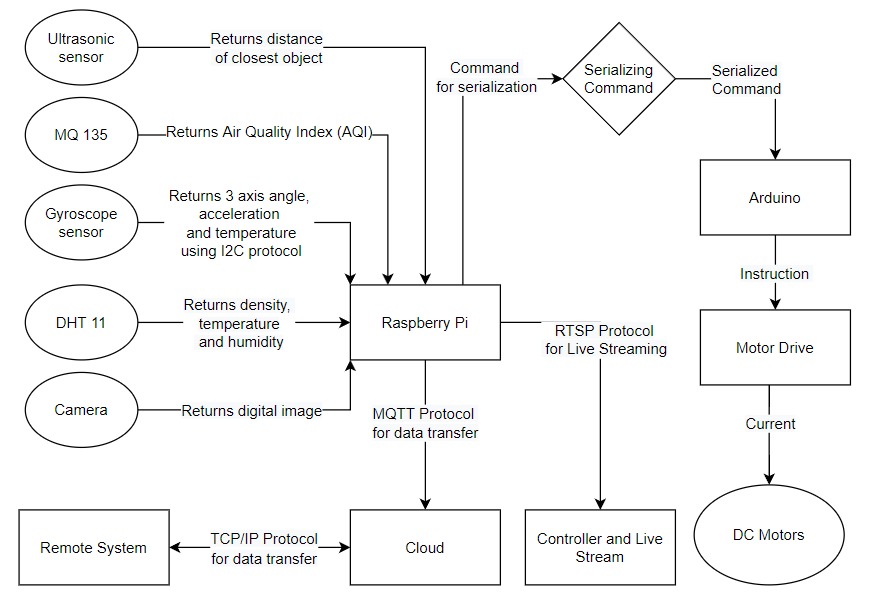 Ultrasonic
sensor
Returns distance
of closest object
Command
for serialization
Serializing
Command
Serialized
Command
MQ 135
Returns Air Quality Index (AQI)
Gyroscope
sensor
Returns 3 axis angle,
acceleration
and temperature
using I2C protocol
Arduino
Instruction
DHT 11
Returns density,
temperature
and humidity
Raspberry Pi
RTSP Protocol
for Live Streaming
Motor Drive
Camera
Returns digital image
MQTT Protocol
for data transfer
Current
Remote System
TCP/IP Protocol
for data transfer
Cloud
Controller and Live
Stream
DC Motors